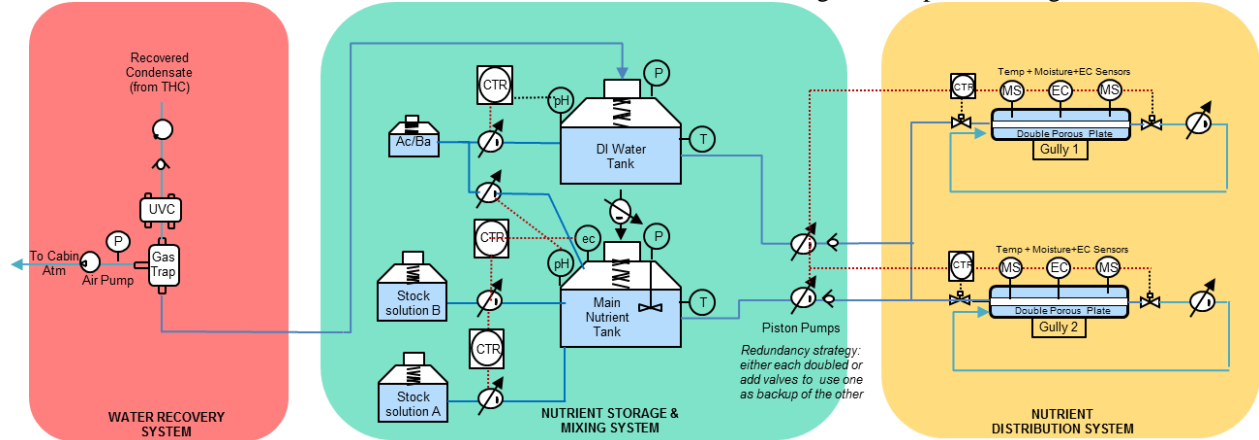 Recovered
Condensate
(from THC)
UVC
P
To Cabin
Atm
Air Pump
Gas
Trap
WATER RECOVERY
SYSTEM
CTR
pH
P
Ac/Ba
DI Water
Tank
T
CTR
ec
P
pH
Stock
solution B
Main
Nutrient
Tank
T
CTR
Stock
solution A
NUTRIENT STORAGE &
MIXING SYSTEM
Piston Pumps
Redundancy strategy:
either each doubled or
add valves to use one
as backup of the other
Temp + Moisture+EC Sensors
CTR
MS
EC
MS
Double Porous Plate
Gully 1
Temp + Moisture+EC Sensors
CTR
MS
EC
MS
Double Porous Plate
Gully 2
NUTRIENT
DISTRIBUTION SYSTEM